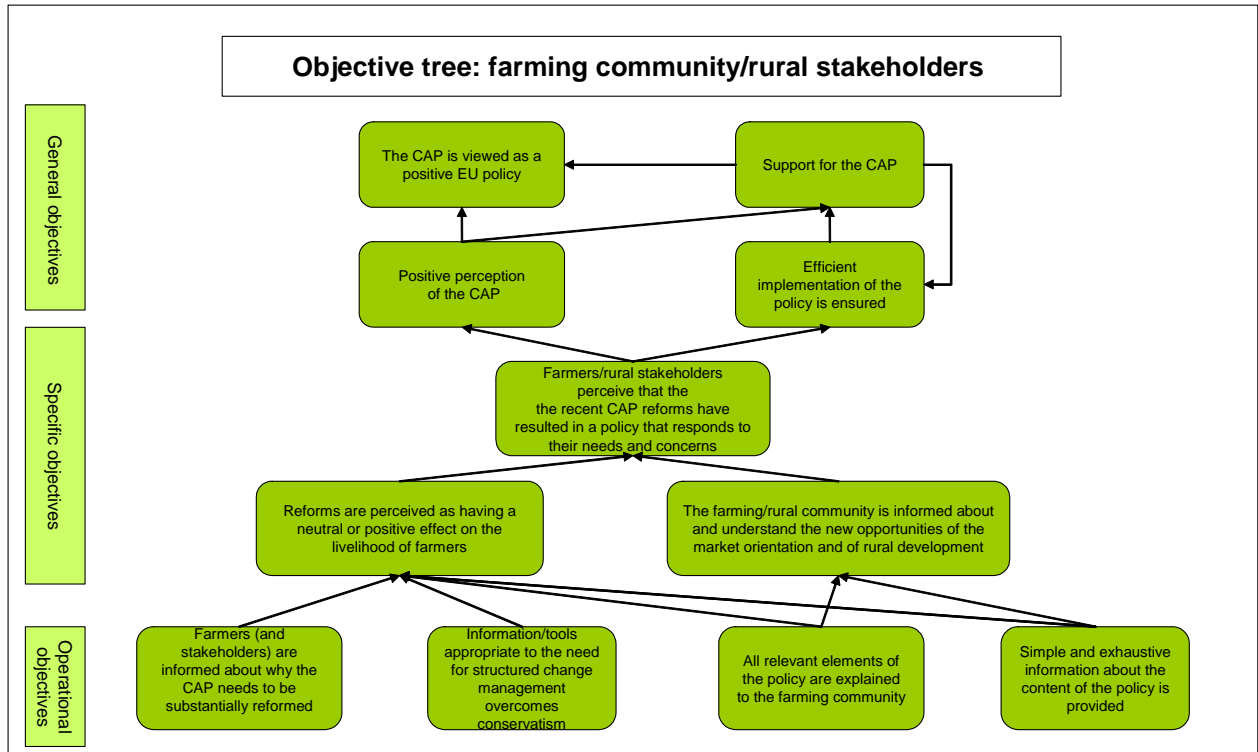 Objective tree: farming community/rural stakeholders
General objectives
The CAP is viewed as a
positive EU policy
Support for the CAP
Positive perception
of the CAP
Efficient
implementation of the
policy is ensured
Specific objectives
Farmers/rural stakeholders
perceive that the
the recent CAP reforms have
resulted in a policy that responds to
their needs and concerns
Reforms are perceived as having a
neutral or positive effect on the
livelihood of farmers
The farming/rural community is informed about
and understand the new opportunities of the
market orientation and of rural development
Operational
objectives
Farmers (and
stakeholders) are
informed about why the
CAP needs to be
substantially reformed
Information/tools
appropriate to the need
for structured change
management
overcomes
conservatism
All relevant elements of
the policy are explained
to the farming community
Simple and exhaustive
information about the
content of the policy is
provided